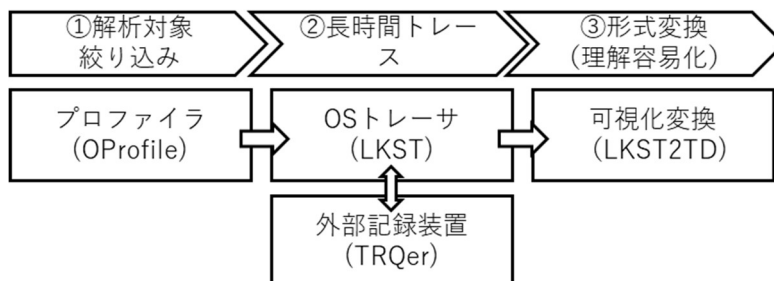 ①解析対象
絞り込み
②長時間トレー
ス
③形式変換
(理解容易化)
プロファイラ
(OProfile)
OSトレーサ
(LKST)
可視化変換
(LKST2TD)
外部記録装置
(TRQer)